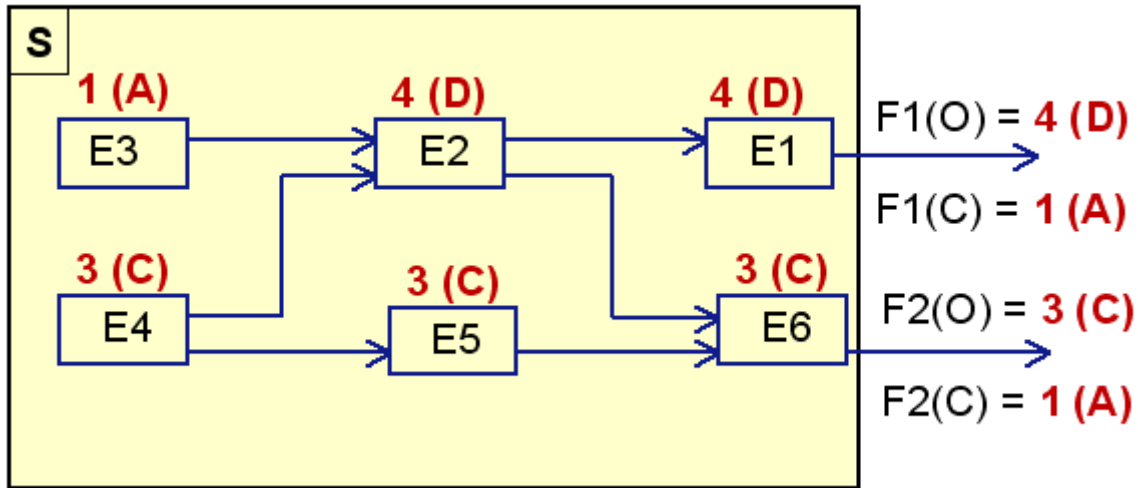 S
1 (A)
4 (D)
4 (D)
E3
E2
E1
F1(O) = 4 (D)
F1(C) = 1 (A)
3 (C)
3 (C)
3 (C)
E4
E5
E6
F2(O) = 3 (C)
F2(C) = 1 (A)